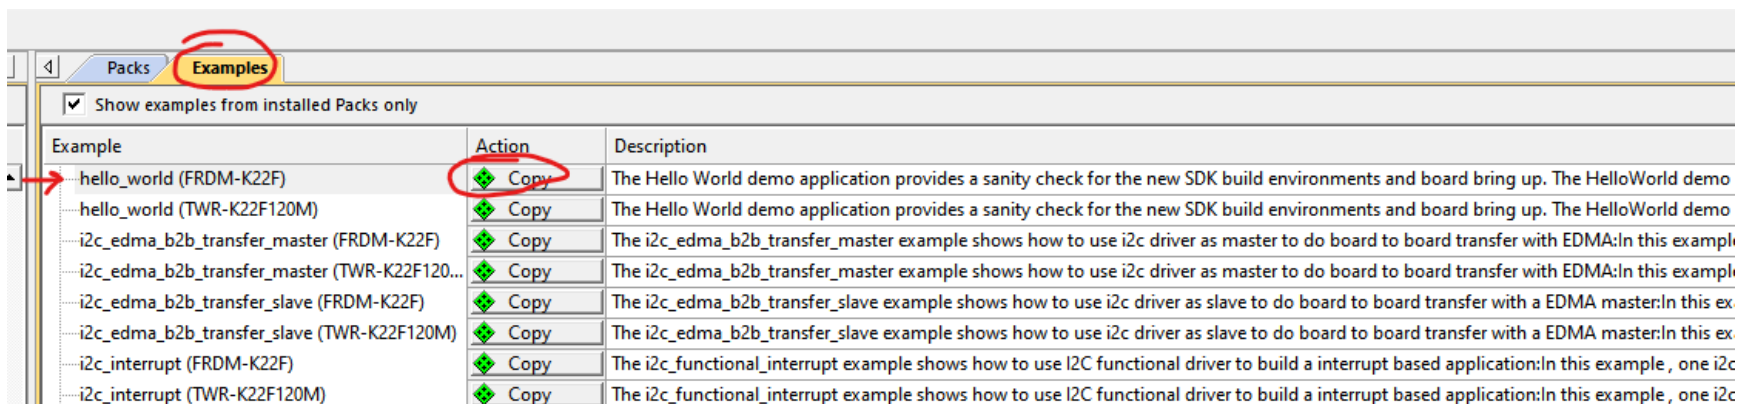 Packs Examples
Show examples from installed Packs only
Example Action Description
hello_world (FRDM-K22F) Copy The Hello World demo application provides a sanity check for the new SDK build environments and board bring up. The HelloWorld demo
hello_world (TWR-K22F120M) Copy The Hello World demo application provides a sanity check for the new SDK build environments and board bring up. The HelloWorld demo
i2c_edma_b2b_transfer_master (FRDM-K22F) Copy The i2c_edma_b2b_transfer_master example shows how to use i2c driver as master to do board to board transfer with EDMA:In this exampl
i2c_edma_b2b_transfer_master (TWR-K22F120... Copy The i2c_edma_b2b_transfer_master example shows how to use i2c driver as master to do board to board transfer with EDMA:In this exampl
i2c_edma_b2b_transfer_slave (FRDM-K22F) Copy The i2c_edma_b2b_transfer_slave example shows how to use i2c driver as slave to do board to board transfer with a EDMA master:In this ex
i2c_edma_b2b_transfer_slave (TWR-K22F120M) Copy The i2c_edma_b2b_transfer_slave example shows how to use i2c driver as slave to do board to board transfer with a EDMA master:In this ex
i2c_interrupt (FRDM-K22F) Copy The i2c_functional_interrupt example shows how to use I2C functional driver to build a interrupt based application:In this example , one i2c
i2c_interrupt (TWR-K22F120M) Copy The i2c_functional_interrupt example shows how to use I2C functional driver to build a interrupt based application:In this example , one i2c